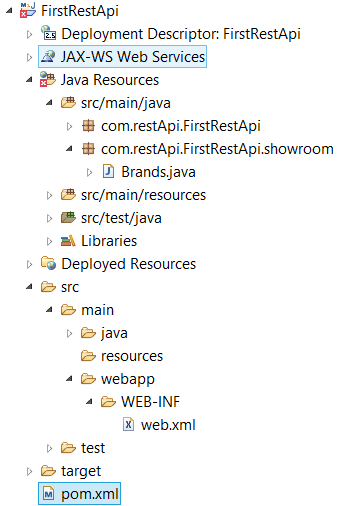 FirstRestApi
Deployment Descriptor: FirstRestApi
JAX-WS Web Services
Java Resources
src/main/java
com.restApi.FirstRestApi
com.restApi.FirstRestApi.showroom
Brands.java
src/main/resources
src/test/java
Libraries
Deployed Resources
src
main
java
resources
webapp
WEB-INF
web.xml
test
target
pom.xml